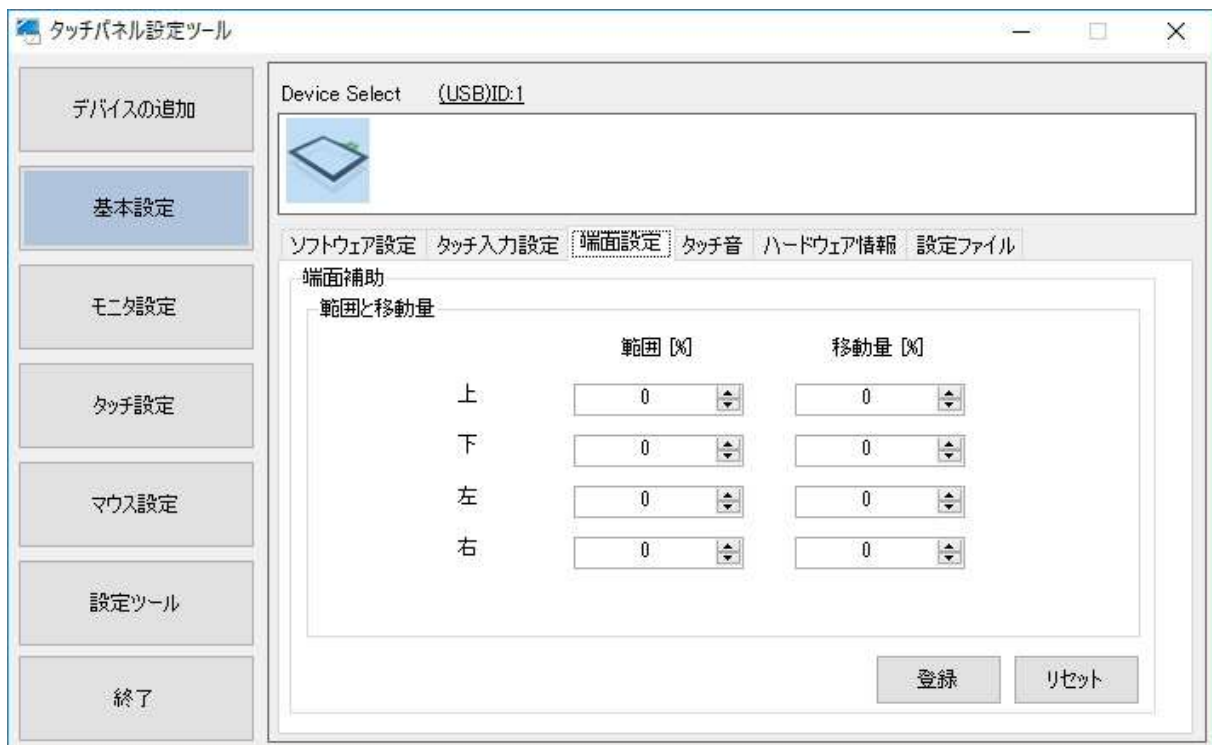 タッチパネル設定ツール
デバイスの追加
基本設定
モニタ設定
タッチ設定
マウス設定
設定ツール
終了
Device Select (USB)ID:1
ソフトウェア設定 タッチ入力設定 端面設定 タッチ音 ハードウェア情報 設定ファイル
端面補助
範囲と移動量
範囲 [%] 移動量 [%]
上 0 0
下 0 0
左 0 0
右 0 0
登録 リセット